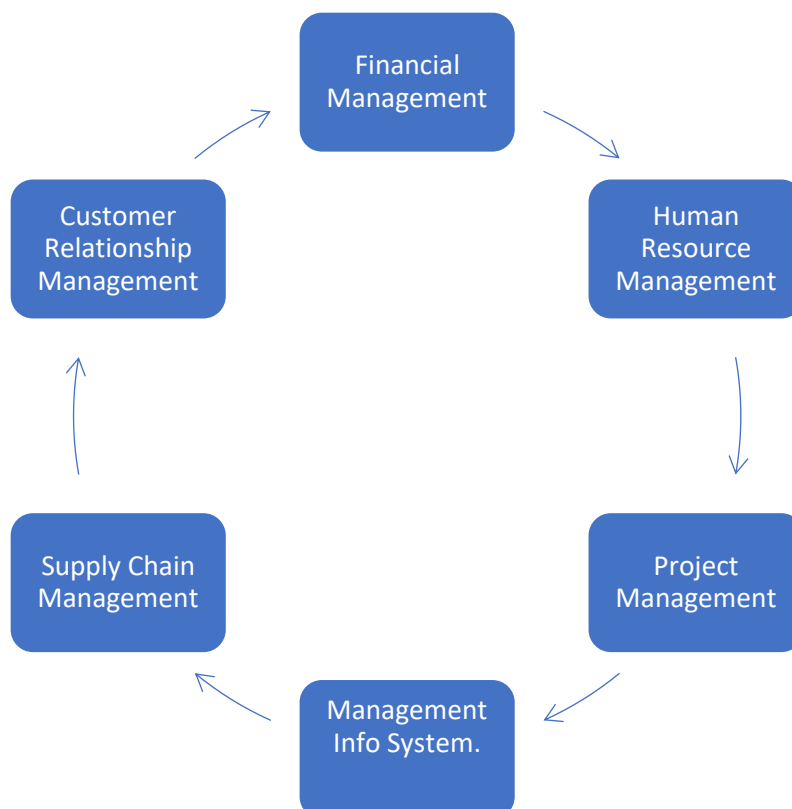 Financial
Management
Human
Resource
Management
Project
Management
Management
Info System.
Supply Chain
Management
Customer
Relationship
Management